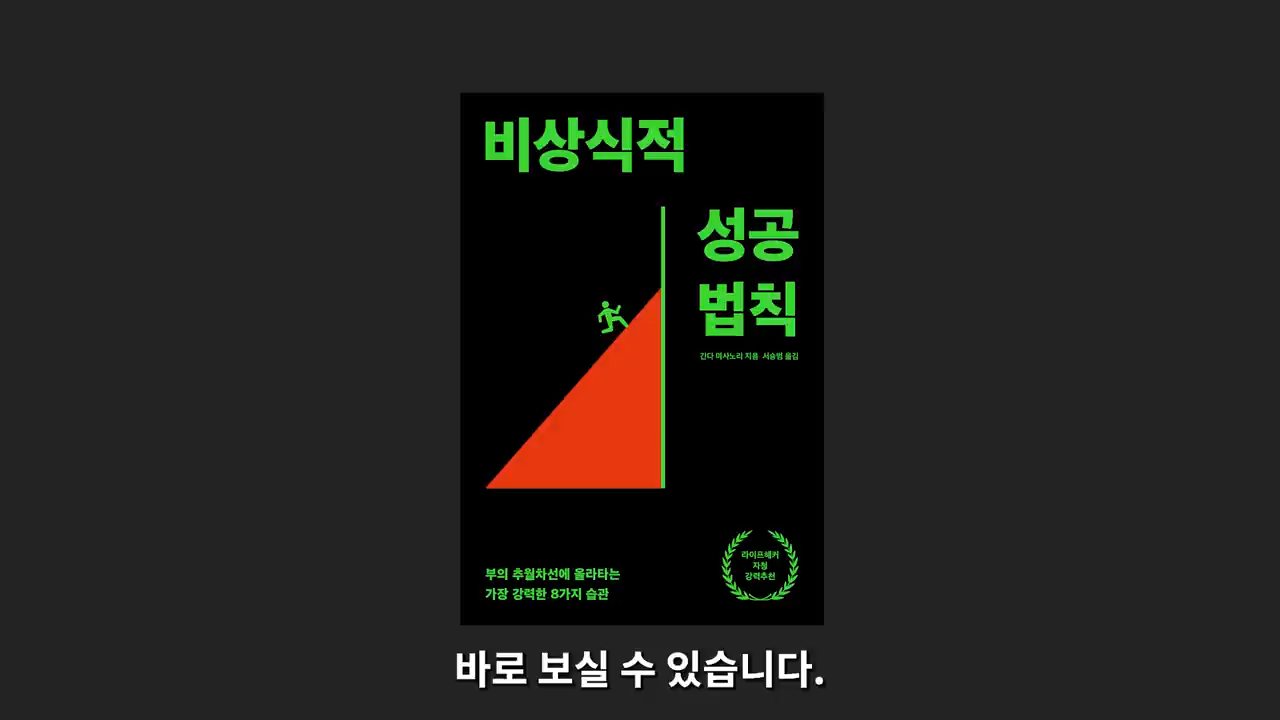 비상식적
성공
법칙
간다 마사노리 지음 서승범 옮김
라이프해커
자청
강력추천
부의 추월차선에 올라타는
가장 강력한 8가지 습관
바로 보실 수 있습니다.